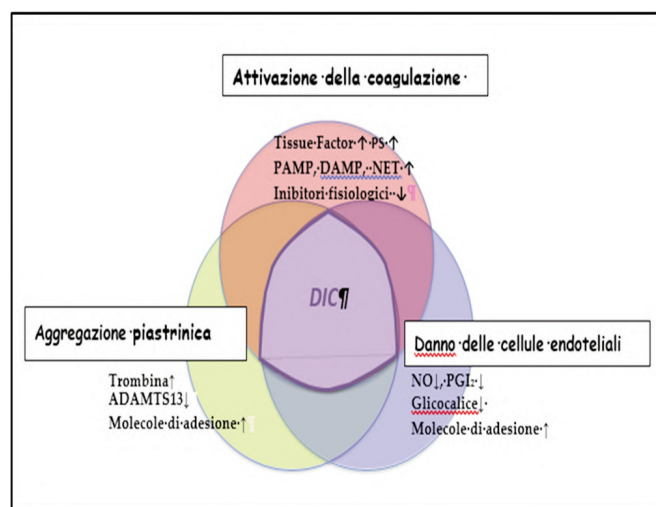 Attivazione della coagulazione
Tissue Factor ↑ PS ↑
PAMP, DAMP, NET ↑
Inibitori fisiologici ↓ ¶
DIC¶
Aggregazione piastrinica
Trombina↑
ADAMTS13↓
Molecole di adesione ↑¶
Danno delle cellule endoteliali
NO↓, PGI₂ ↓
Glicocalice↓
Molecole di adesione ↑